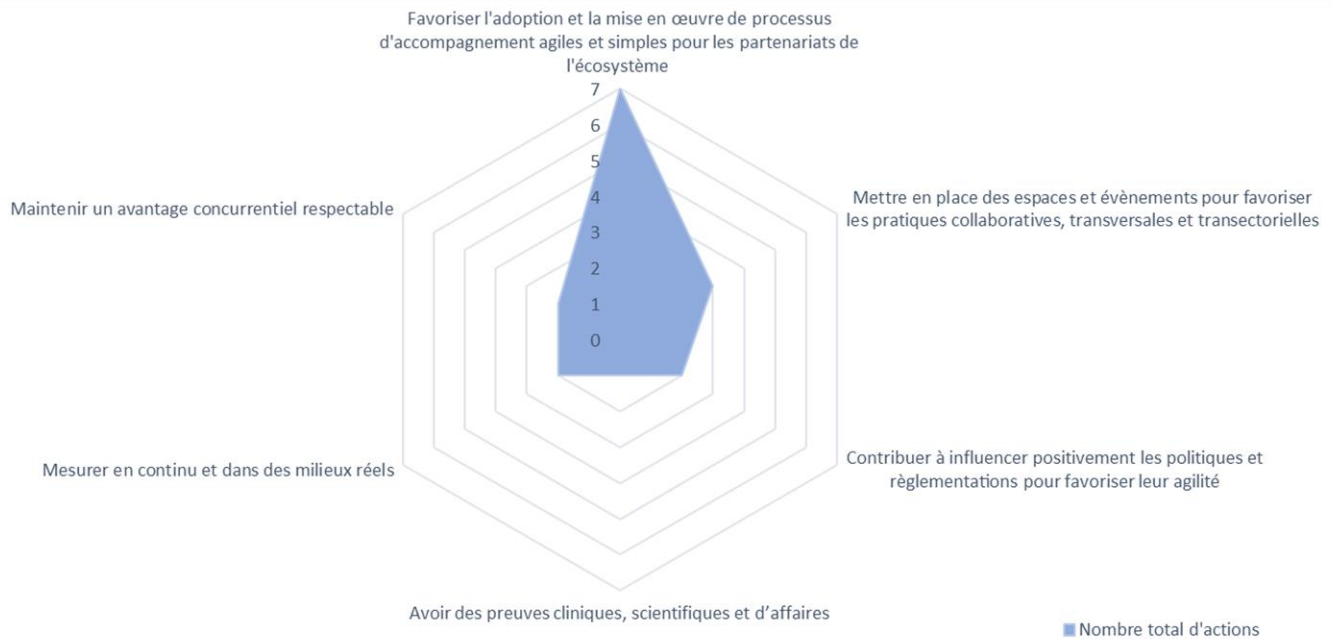 Favoriser l'adoption et la mise en œuvre de processus
d'accompagnement agiles et simples pour les partenariats de
l'écosystème
7
6
5
4
3
2
1
0
Maintenir un avantage concurrentiel respectable
Mettre en place des espaces et évènements pour favoriser
les pratiques collaboratives, transversales et transectorielles
Mesurer en continu et dans des milieux réels
Contribuer à influencer positivement les politiques et
règlementations pour favoriser leur agilité
Avoir des preuves cliniques, scientifiques et d’affaires
Nombre total d'actions